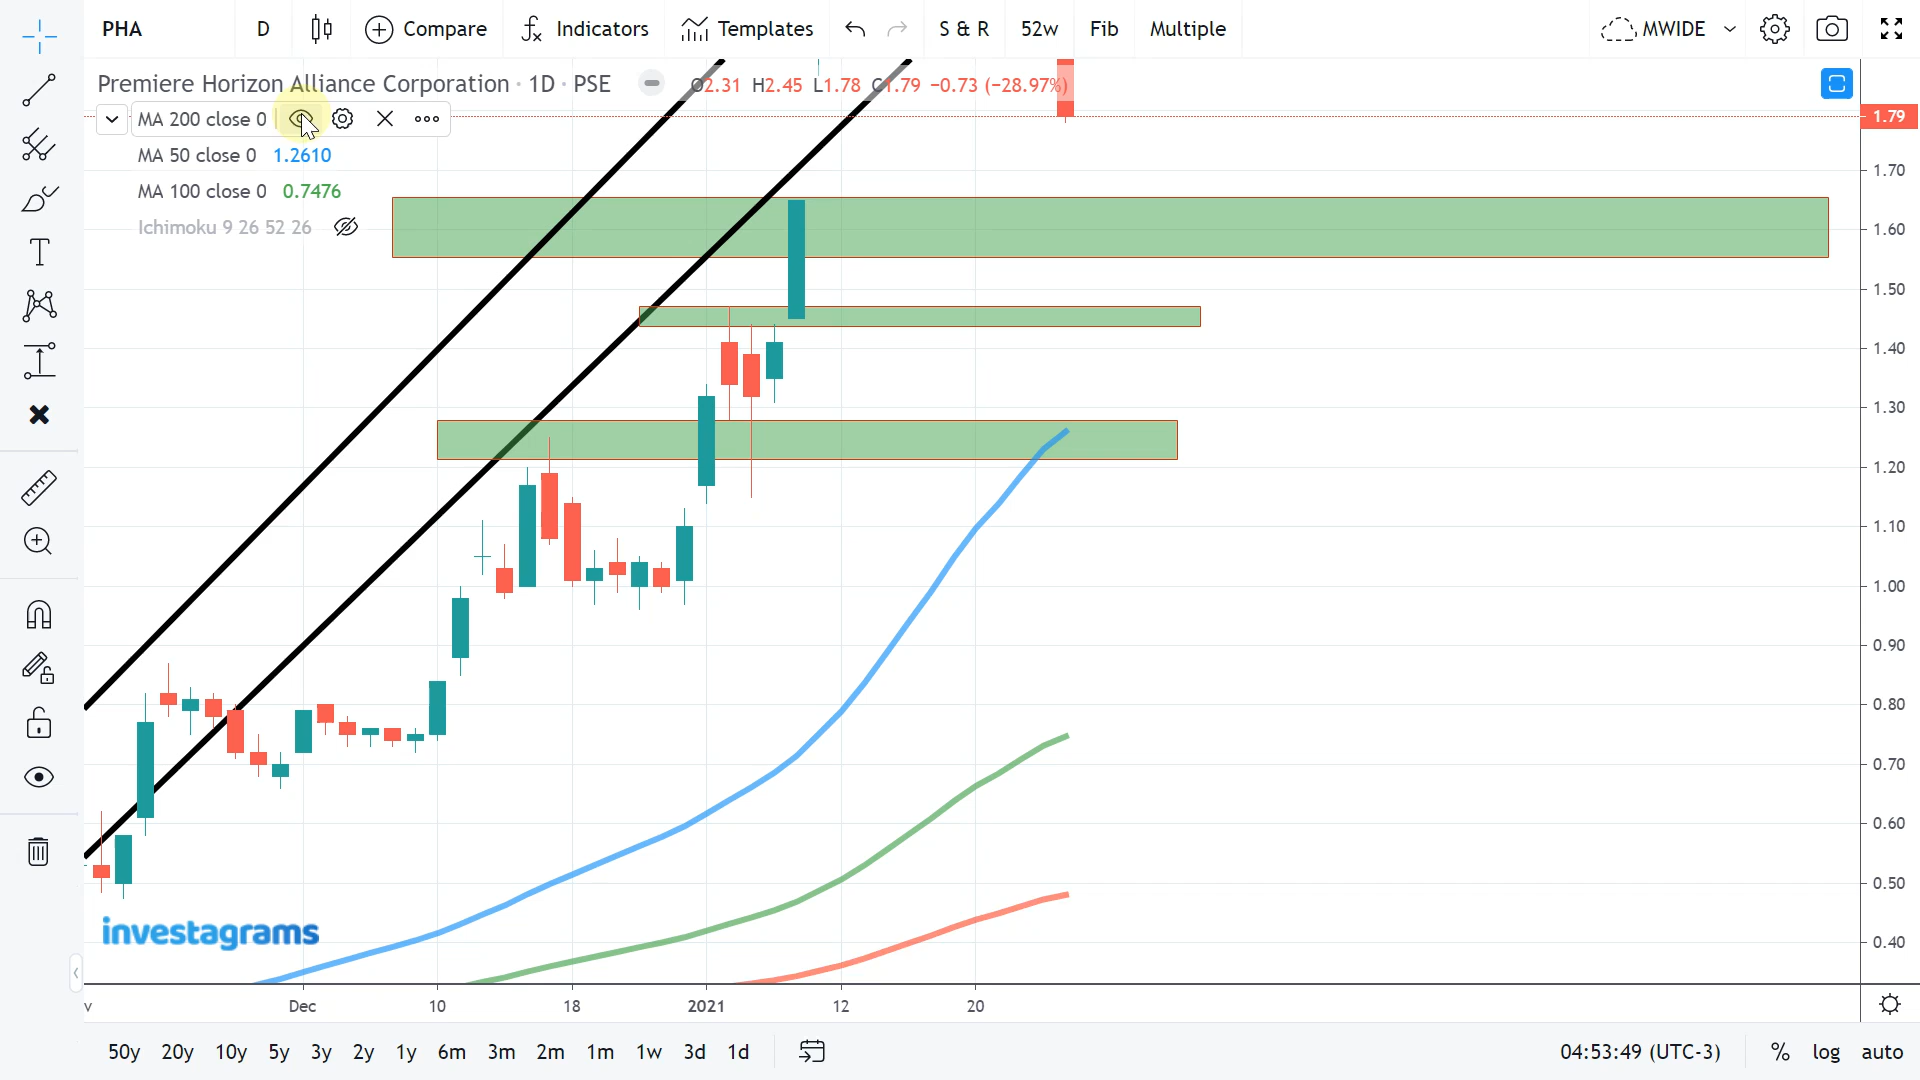 PHA D Compare Indicators Templates S & R 52w Fib Multiple MWIDE
Premiere Horizon Alliance Corporation · 1D · PSE O2.31 H2.45 L1.78 C1.79 −0.73 (−28.97%)
MA 200 close 0
MA 50 close 0 1.2610
MA 100 close 0 0.7476
Ichimoku 9 26 52 26
1.79
1.70
1.60
1.50
1.40
1.30
1.20
1.10
1.00
0.90
0.80
0.70
0.60
0.50
0.40
investagrams
v Dec 10 18 2021 12 20
50y 20y 10y 5y 3y 2y 1y 6m 3m 2m 1m 1w 3d 1d 04:53:49 (UTC-3) % log auto